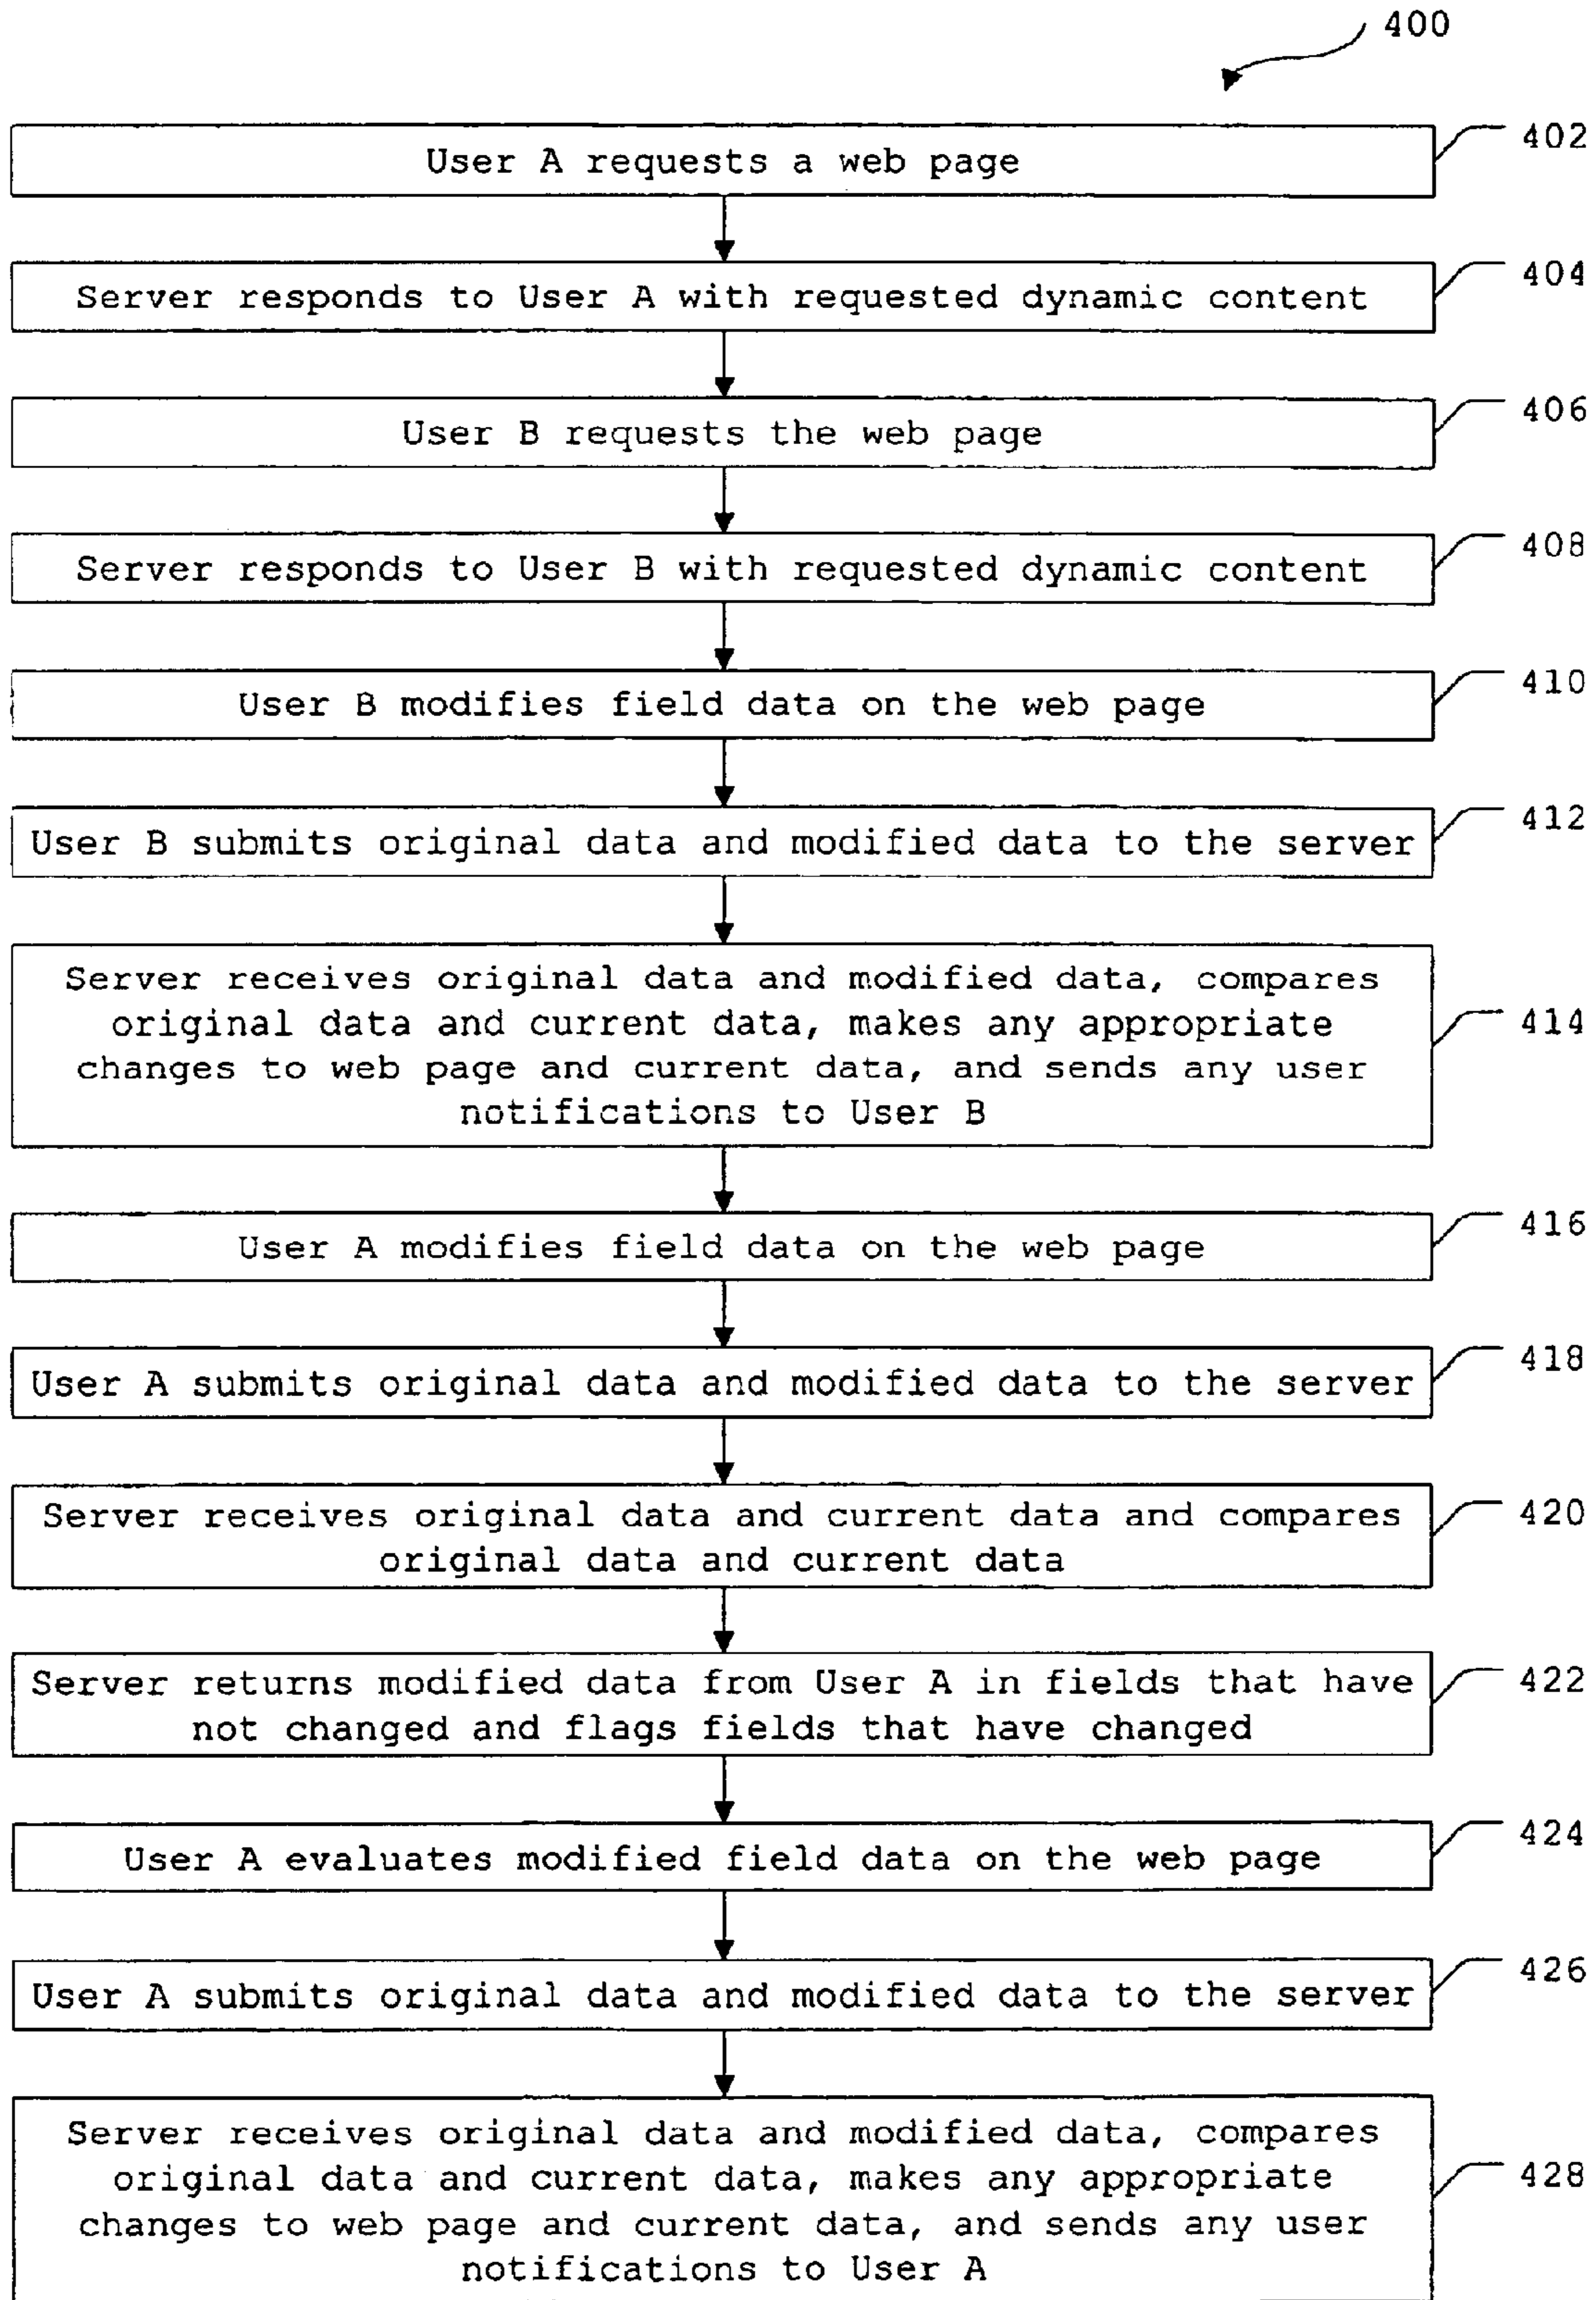 400
402
User A requests a web page
404
Server responds to User A with requested dynamic content
406
User B requests the web page
408
Server responds to User B with requested dynamic content
410
User B modifies field data on the web page
412
User B submits original data and modified data to the server
Server receives original data and modified data, compares
original data and current data, makes any appropriate
414
changes to web page and current data, and sends any user
notifications to User B
416
User A modifies field data on the web page
418
User A submits original data and modified data to the server
Server receives original data and current data and compares
420
original data and current data
Server returns modified data from User A in fields that have
422
not changed and flags fields that have changed
424
User A evaluates modified field data on the web page
426
User A submits original data and modified data to the server
Server receives original data and modified data, compares
original data and current data, makes any appropriate
428
changes to web page and current data, and sends any user
notifications to User A